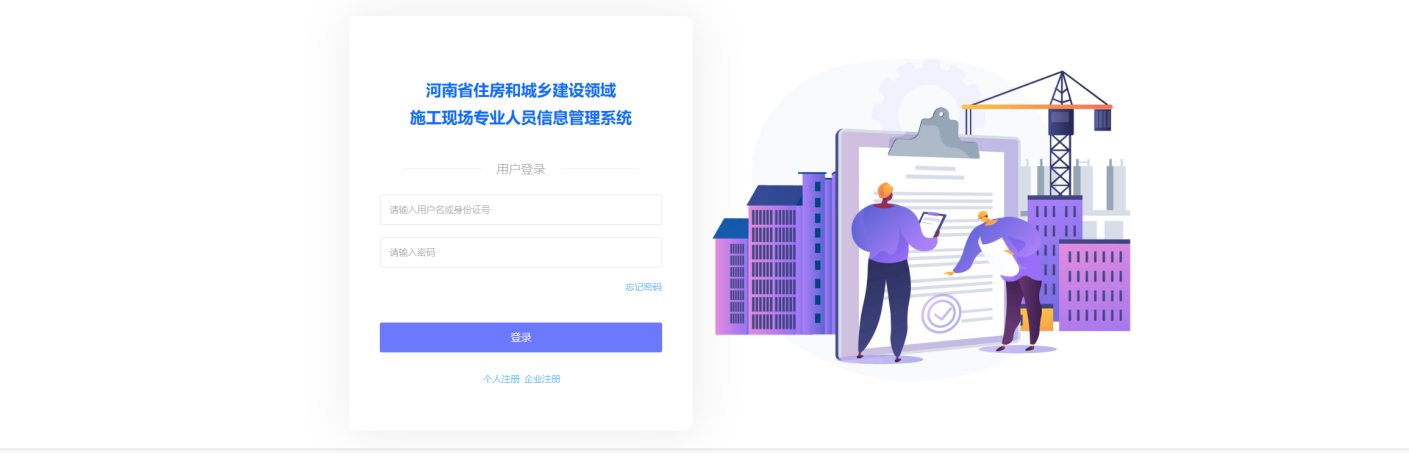 河南省住房和城乡建设领域
施工现场专业人员信息管理系统
用户登录
请输入用户名或身份证号
请输入密码
忘记密码
登录
个人注册 企业注册